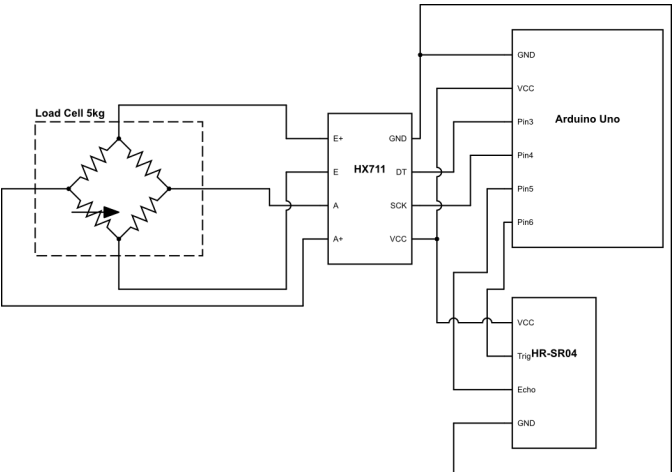 Load Cell 5kg
E+
E
A
A+
HX711
GND
DT
SCK
VCC
GND
VCC
Pin3
Pin4
Pin5
Pin6
Arduino Uno
VCC
Trig
HR-SR04
Echo
GND